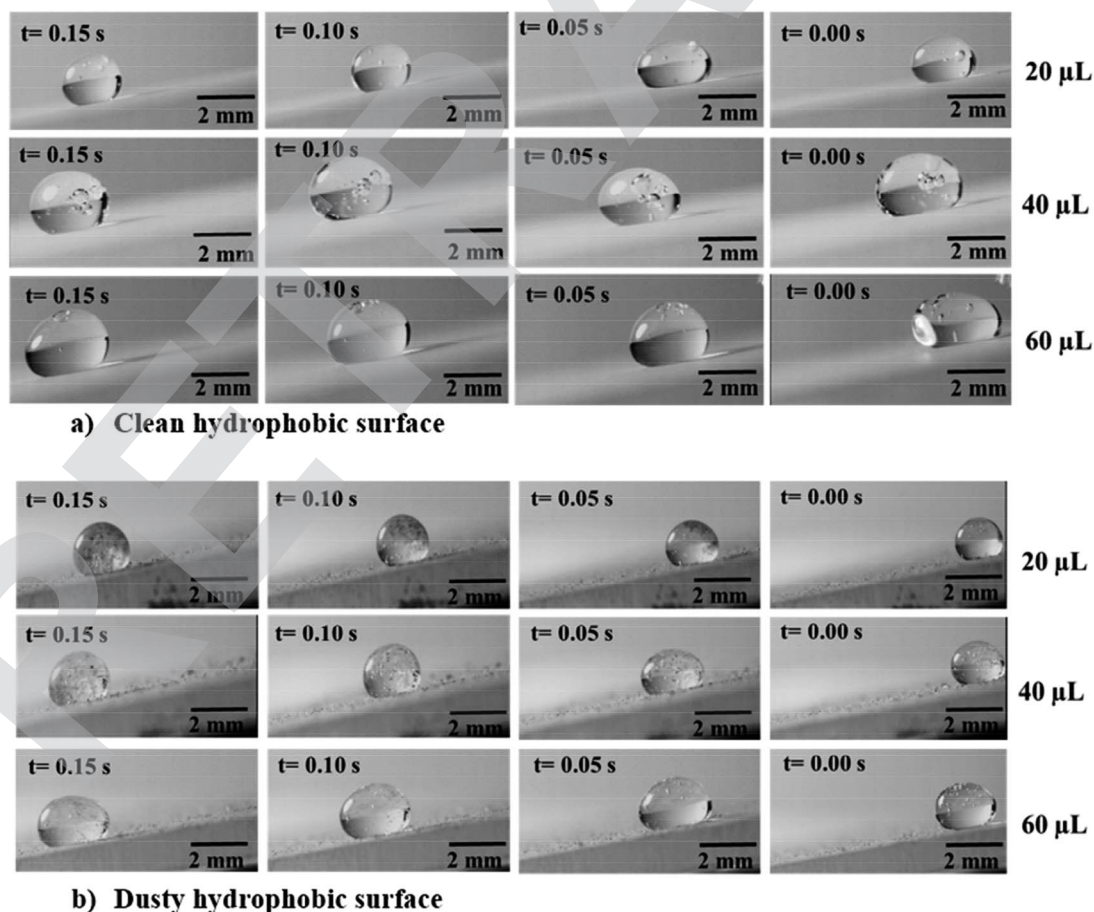 t= 0.15 s t= 0.10 s t= 0.05 s t= 0.00 s
20 µL
2 mm 2 mm 2 mm 2 mm
t= 0.15 s t= 0.10 s t= 0.05 s t= 0.00 s
40 µL
2 mm 2 mm 2 mm 2 mm
t= 0.15 s t= 0.10 s t= 0.05 s t= 0.00 s
60 µL
2 mm 2 mm 2 mm 2 mm
a) Clean hydrophobic surface
t= 0.15 s t= 0.10 s t= 0.05 s t= 0.00 s
20 µL
2 mm 2 mm 2 mm 2 mm
t= 0.15 s t= 0.10 s t= 0.05 s t= 0.00 s
40 µL
2 mm 2 mm 2 mm 2 mm
t= 0.15 s t= 0.10 s t= 0.05 s t= 0.00 s
60 µL
2 mm 2 mm 2 mm 2 mm
b) Dusty hydrophobic surface